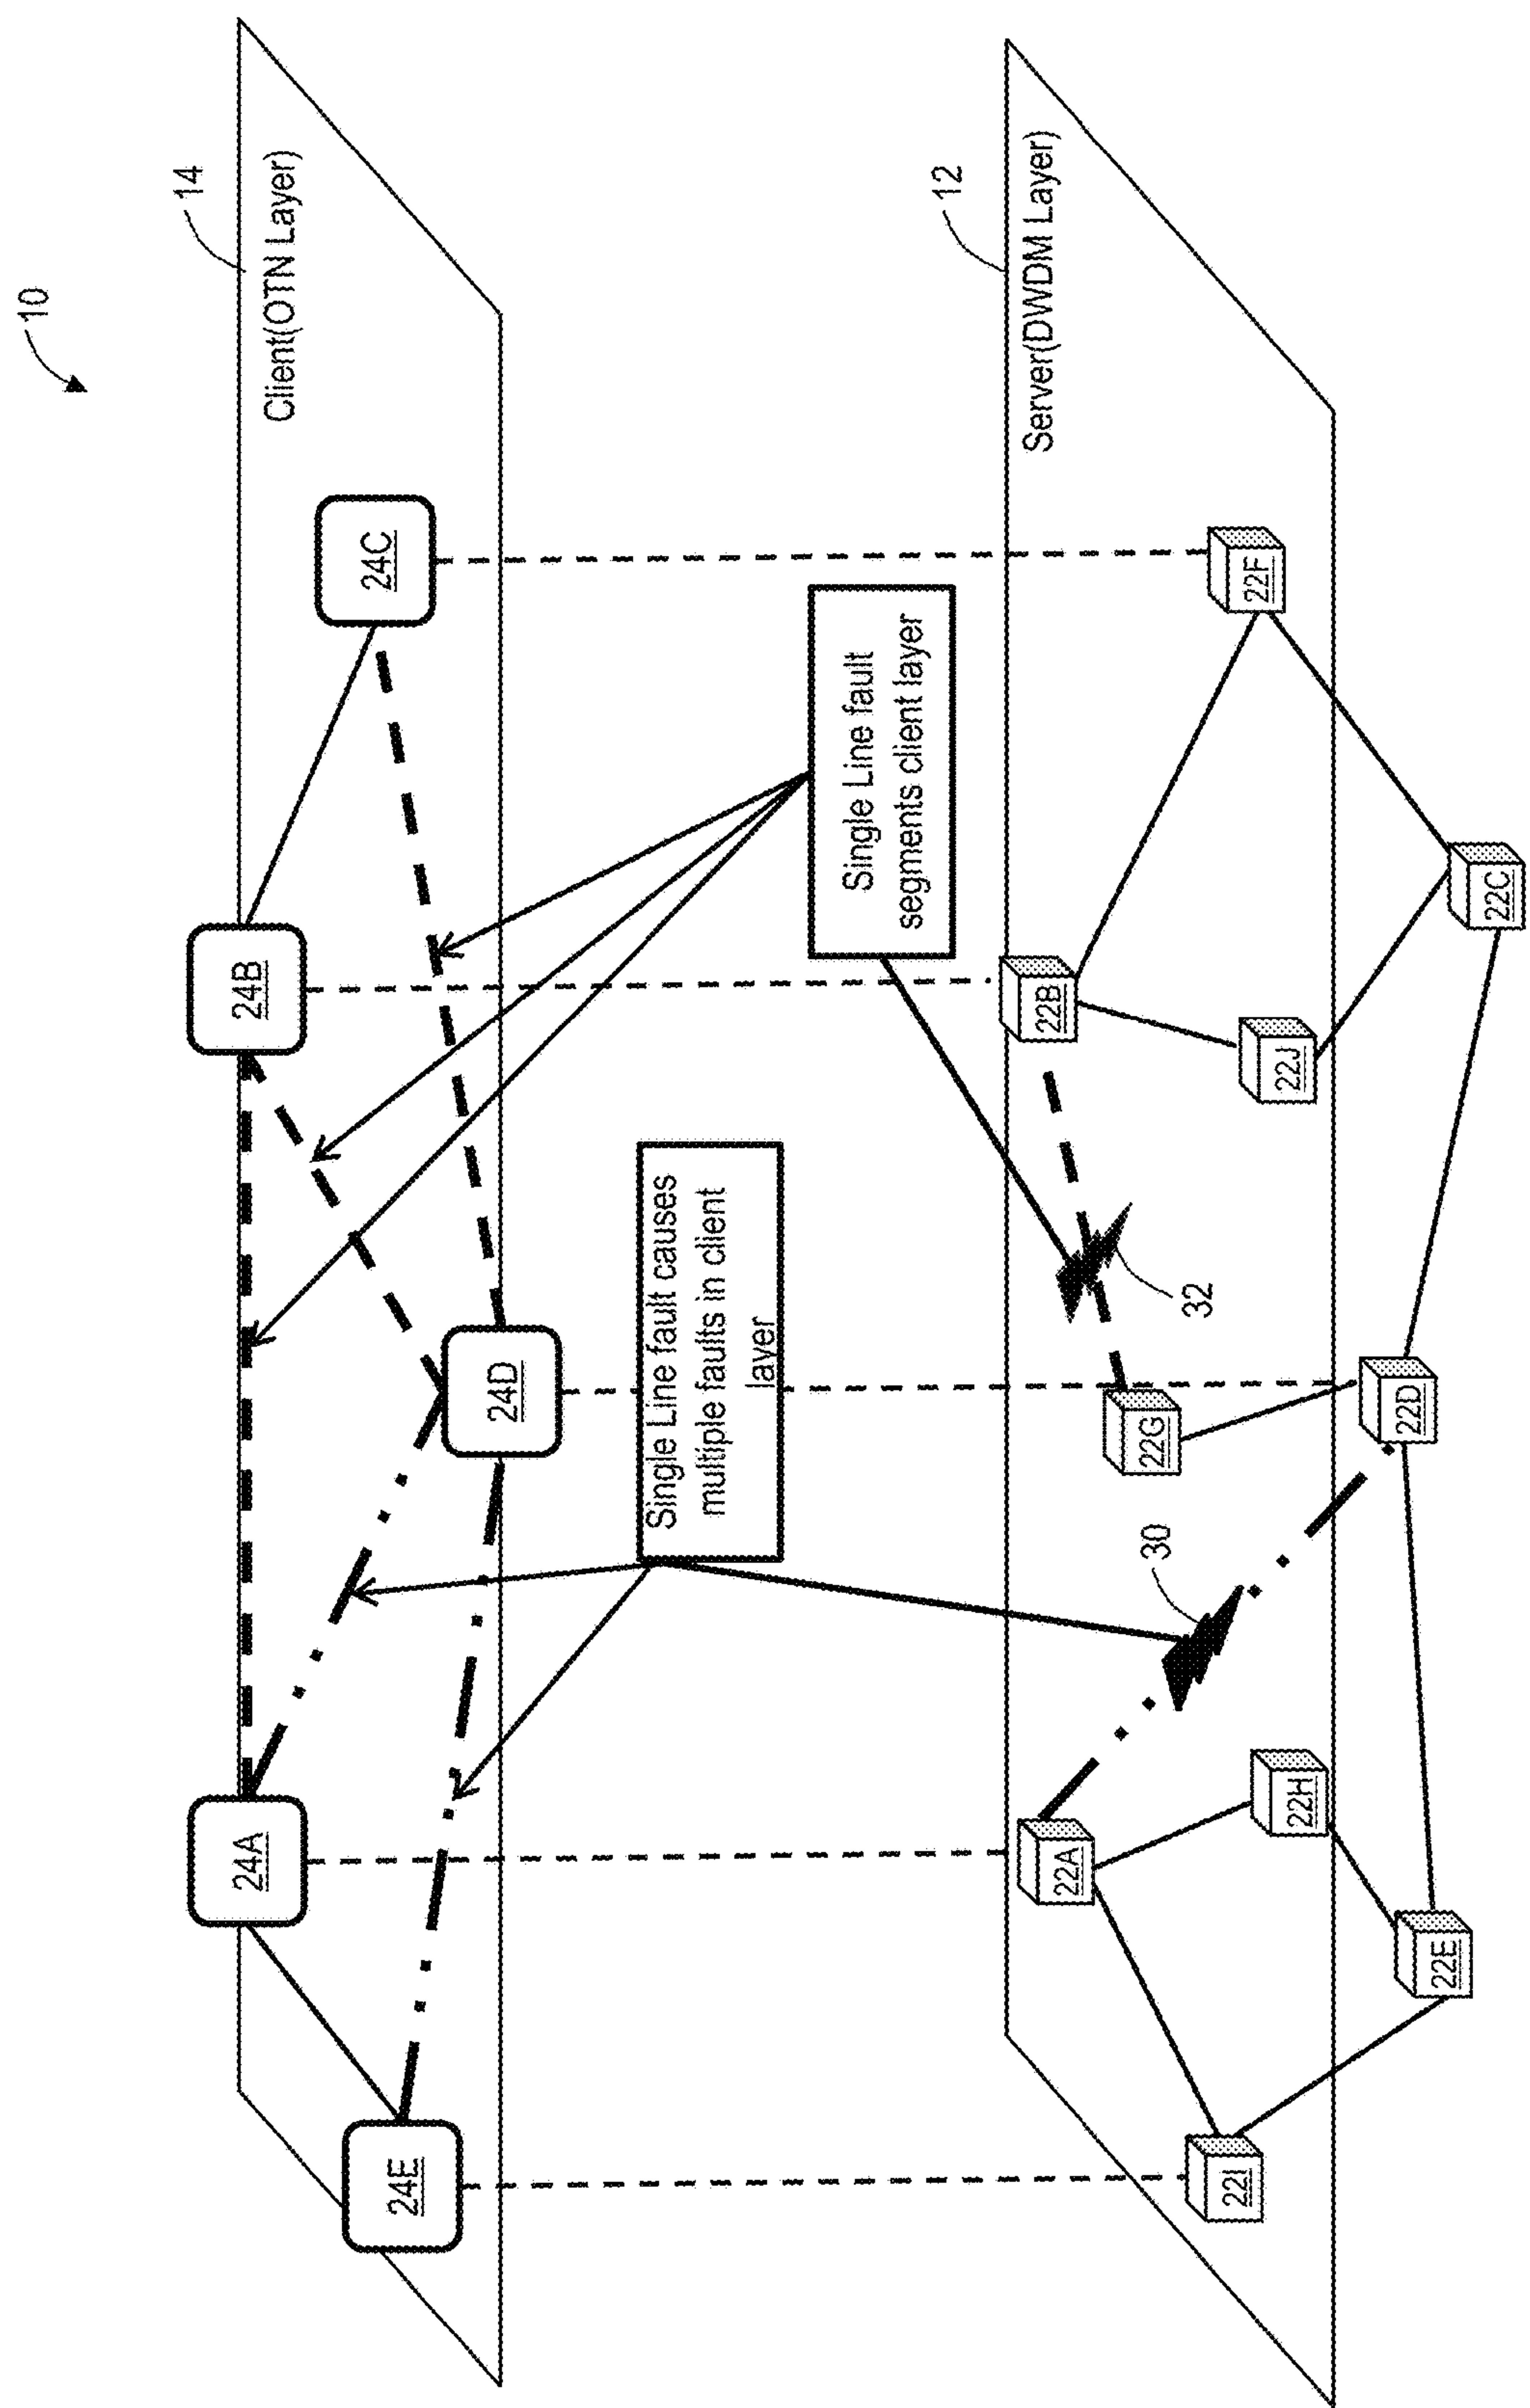 10
14
Client(OTN Layer)
24E
24A
24D
24B
24C
Single Line fault causes
multiple faults in client
layer
Single Line fault
segments client layer
12
Server(DWDM Layer)
30
32
22I
22A
22H
22E
22G
22D
22B
22J
22F
22C